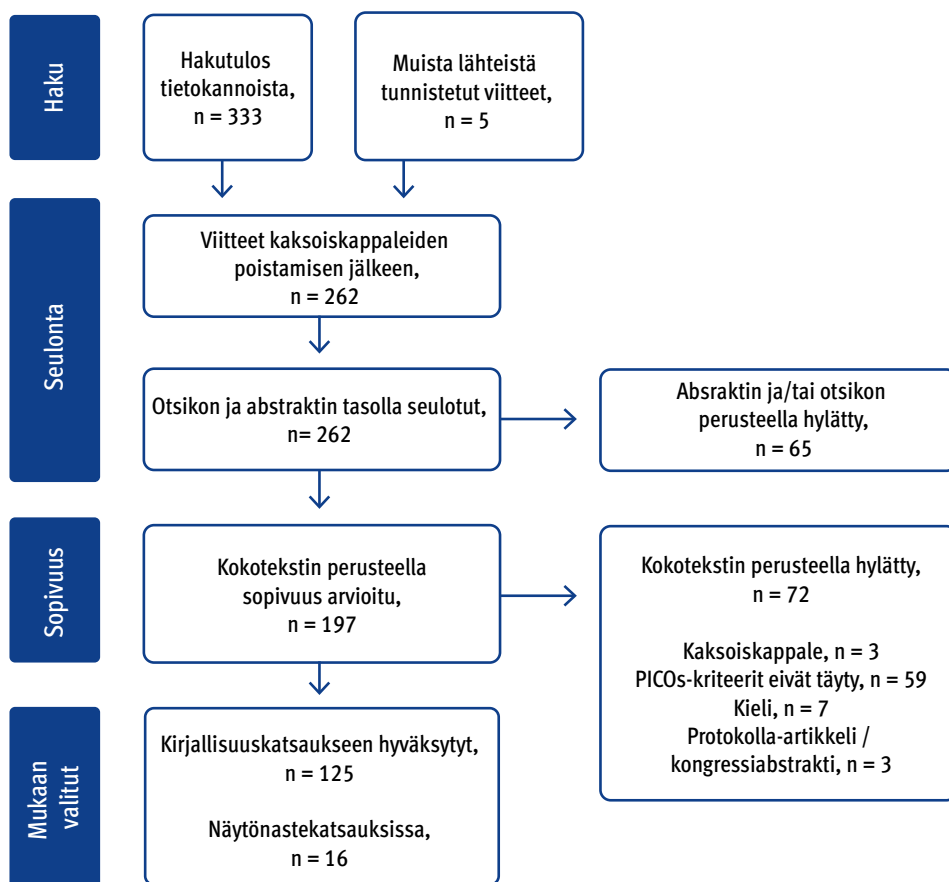 Haku
Hakutulos
tietokannoista,
n = 333
Muista lähteistä
tunnistetut viitteet,
n = 5
Seulonta
Viitteet kaksoiskappaleiden
poistamisen jälkeen,
n = 262
Otsikon ja abstraktin tasolla seulotut,
n= 262
Absraktin ja/tai otsikon
perusteella hylätty,
n = 65
Sopivuus
Kokotekstin perusteella
sopivuus arvioitu,
n = 197
Kokotekstin perusteella hylätty,
n = 72
Kaksoiskappale, n = 3
PICOs-kriteerit eivät täyty, n = 59
Kieli, n = 7
Protokolla-artikkeli /
kongressiabstrakti, n = 3
Mukaan
valitut
Kirjallisuuskatsaukseen hyväksytyt,
n = 125
Näytönastekatsauksissa,
n = 16